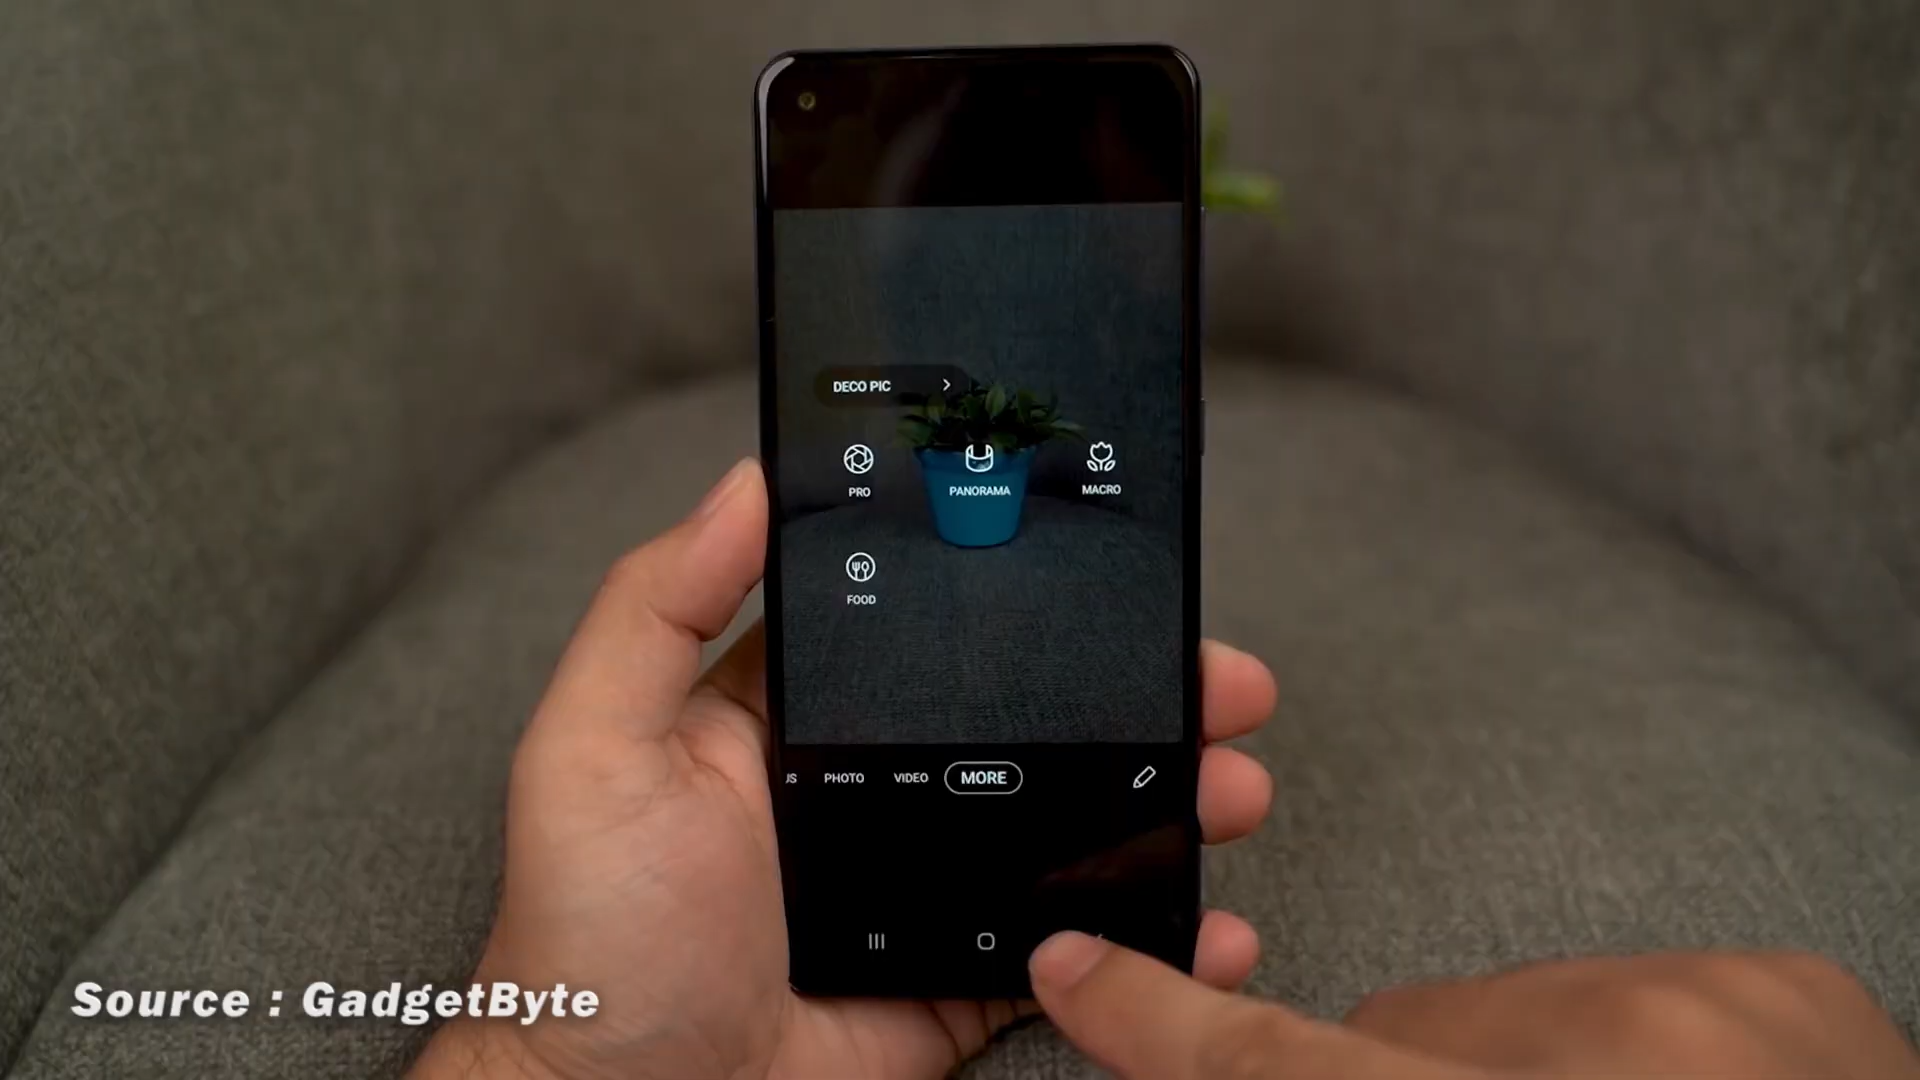 DECO PIC
PRO
PANORAMA
MACRO
FOOD
PHOTO VIDEO MORE
Source : GadgetByte